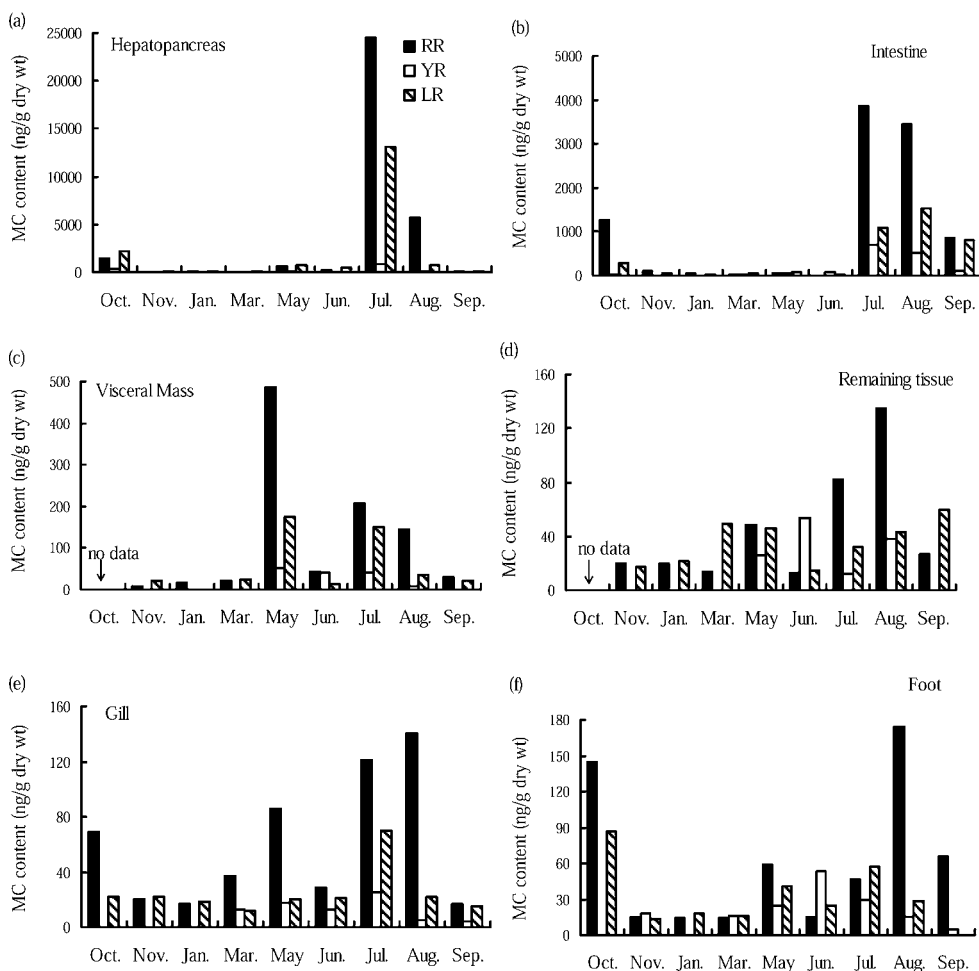 (a)
Hepatopancreas
RR
YR
LR
MC content (ng/g dry wt)
25000
20000
15000
10000
5000
0
Oct. Nov. Jan. Mar. May Jun. Jul. Aug. Sep.
(b)
Intestine
MC content (ng/g dry wt)
5000
4000
3000
2000
1000
0
Oct. Nov. Jan. Mar. May Jun. Jul. Aug. Sep.
(c)
Visceral Mass
MC content (ng/g dry wt)
500
400
300
200
100
0
no data
Oct. Nov. Jan. Mar. May Jun. Jul. Aug. Sep.
(d)
Remaining tissue
MC content (ng/g dry wt)
160
120
80
40
0
no data
Oct. Nov. Jan. Mar. May Jun. Jul. Aug. Sep.
(e)
Gill
MC content (ng/g dry wt)
160
120
80
40
0
Oct. Nov. Jan. Mar. May Jun. Jul. Aug. Sep.
(f)
Foot
MC content (ng/g dry wt)
180
150
120
90
60
30
0
Oct. Nov. Jan. Mar. May Jun. Jul. Aug. Sep.